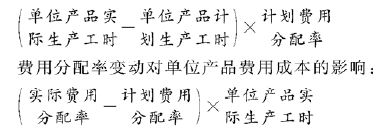 (单位产品实际生产工时－单位产品计划生产工时)×计划费用分配率
费用分配率变动对单位产品费用成本的影响：
(实际费用分配率－计划费用分配率)×单位产品实际生产工时